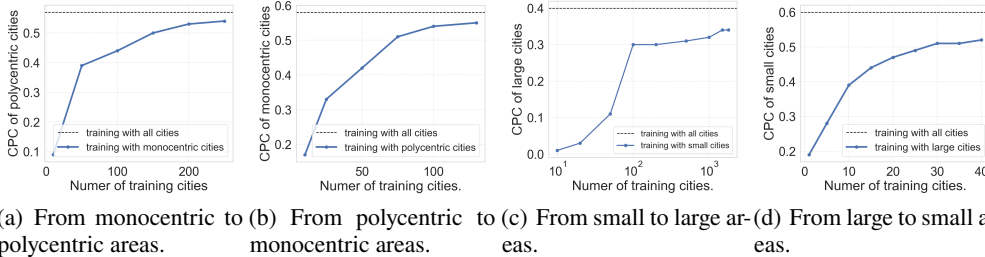 CPC of polycentric cities
0.5
0.4
0.3
0.2
0.1
training with all cities
training with monocentric cities
0 100 200
Numer of training cities
CPC of monocentric cities
0.6
0.5
0.4
0.3
0.2
training with all cities
training with polycentric cities
50 100
Numer of training cities.
CPC of large cities
0.4
0.3
0.2
0.1
0.0
training with all cities
training with small cities
10^1 10^2 10^3
Numer of training cities.
CPC of small cities
0.6
0.5
0.4
0.3
0.2
training with all cities
training with large cities
0 10 20 30 40
Numer of training cities.
(a) From monocentric to
polycentric areas.
(b) From polycentric to
monocentric areas.
(c) From small to large ar-
eas.
(d) From large to small a
eas.